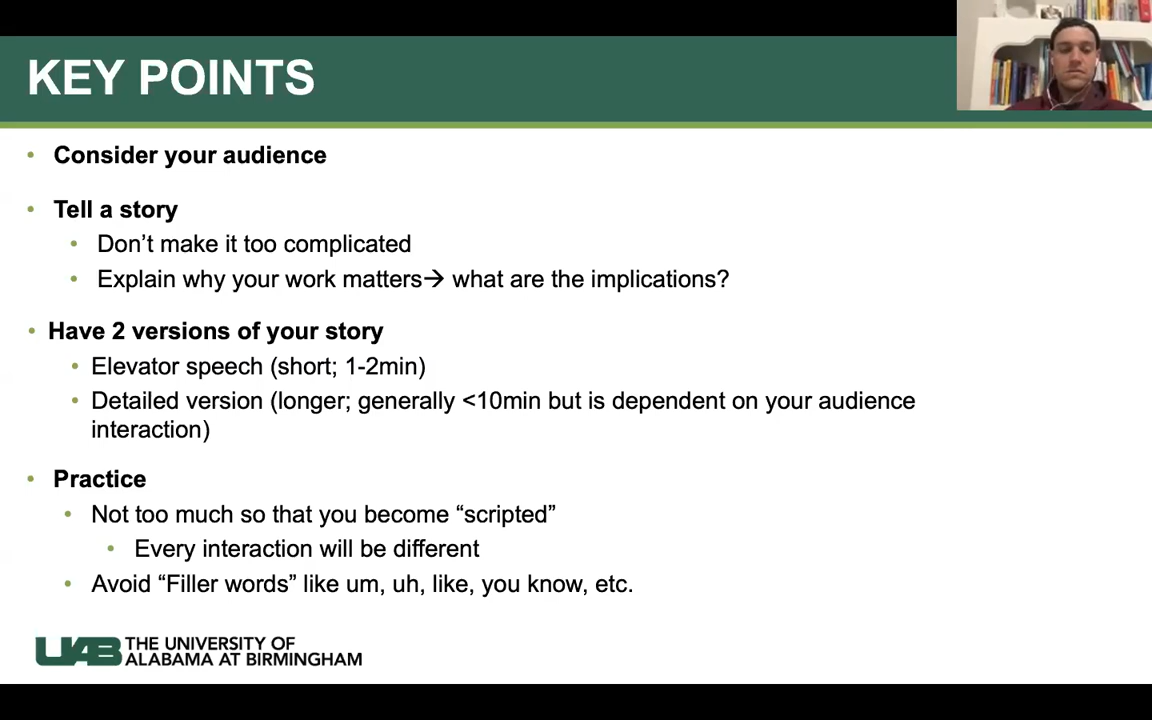 KEY POINTS
• Consider your audience
• Tell a story
• Don’t make it too complicated
• Explain why your work matters→ what are the implications?
• Have 2 versions of your story
• Elevator speech (short; 1-2min)
• Detailed version (longer; generally <10min but is dependent on your audience
interaction)
• Practice
• Not too much so that you become “scripted”
• Every interaction will be different
• Avoid “Filler words” like um, uh, like, you know, etc.
UAB THE UNIVERSITY OF
ALABAMA AT BIRMINGHAM